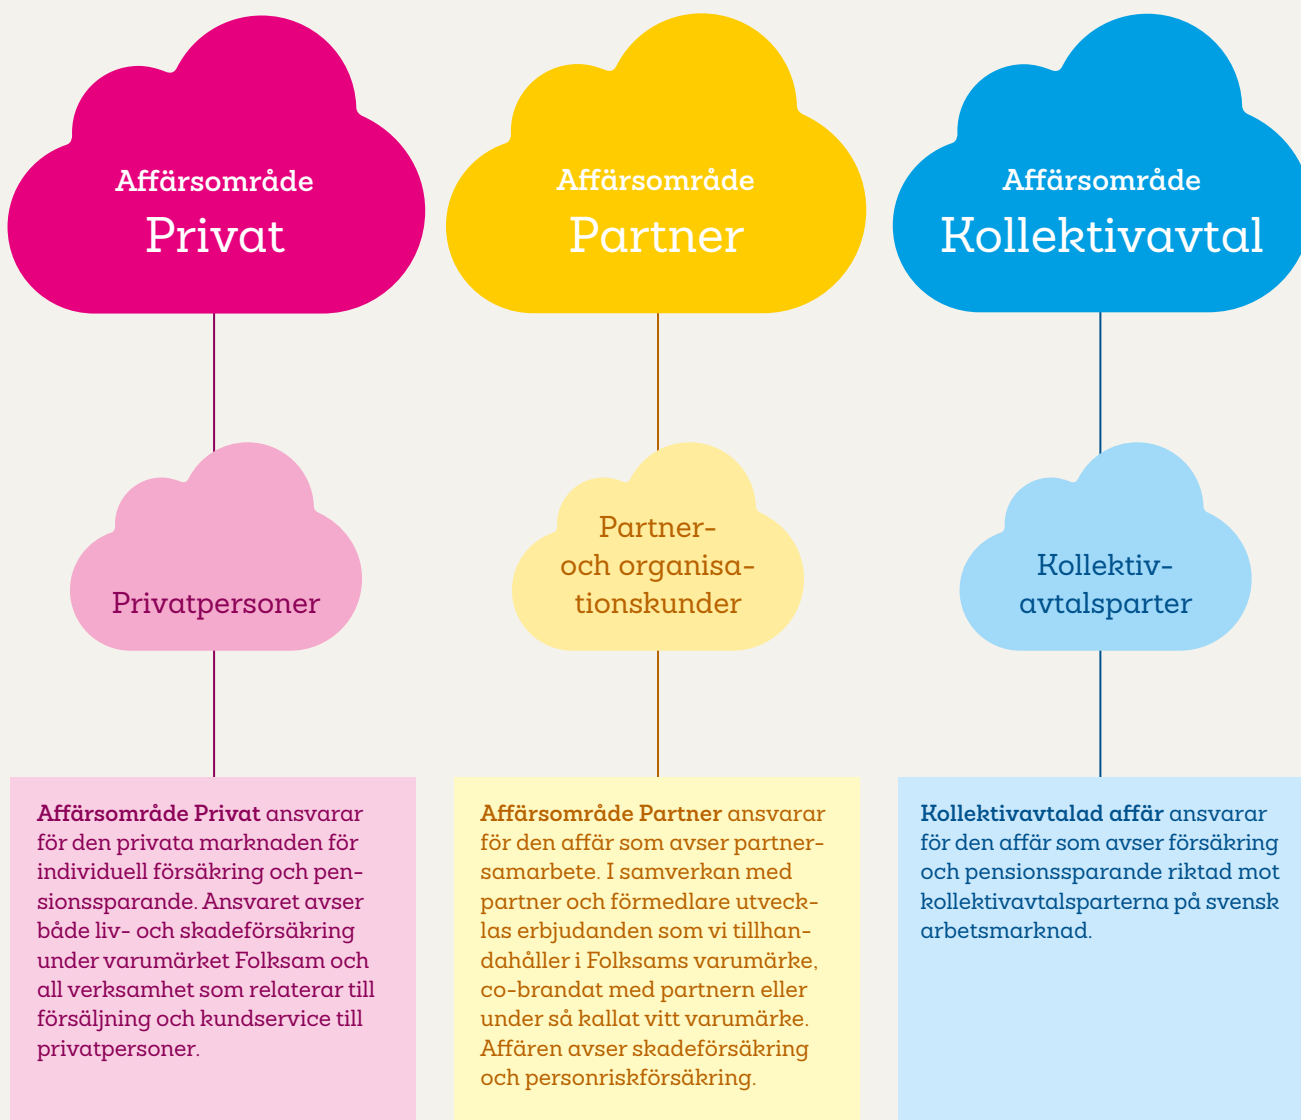 Affärsområde
Privat
Affärsområde
Partner
Affärsområde
Kollektivavtal
Privatpersoner
Partner-
och organisa-
tionskunder
Kollektiv-
avtalsparter
Affärsområde Privat ansvarar
för den privata marknaden för
individuell försäkring och pen-
sionssparande. Ansvaret avser
både liv- och skadeförsäkring
under varumärket Folksam och
all verksamhet som relaterar till
försäljning och kundservice till
privatpersoner.
Affärsområde Partner ansvarar
för den affär som avser partner-
samarbete. I samverkan med
partner och förmedlare utveck-
las erbjudanden som vi tillhan-
dahåller i Folksams varumärke,
co-brandat med partnern eller
under så kallat vitt varumärke.
Affären avser skadeförsäkring
och personriskförsäkring.
Kollektivavtalad affär ansvarar
för den affär som avser försäkring
och pensionssparande riktad mot
kollektivavtalsparterna på svensk
arbetsmarknad.